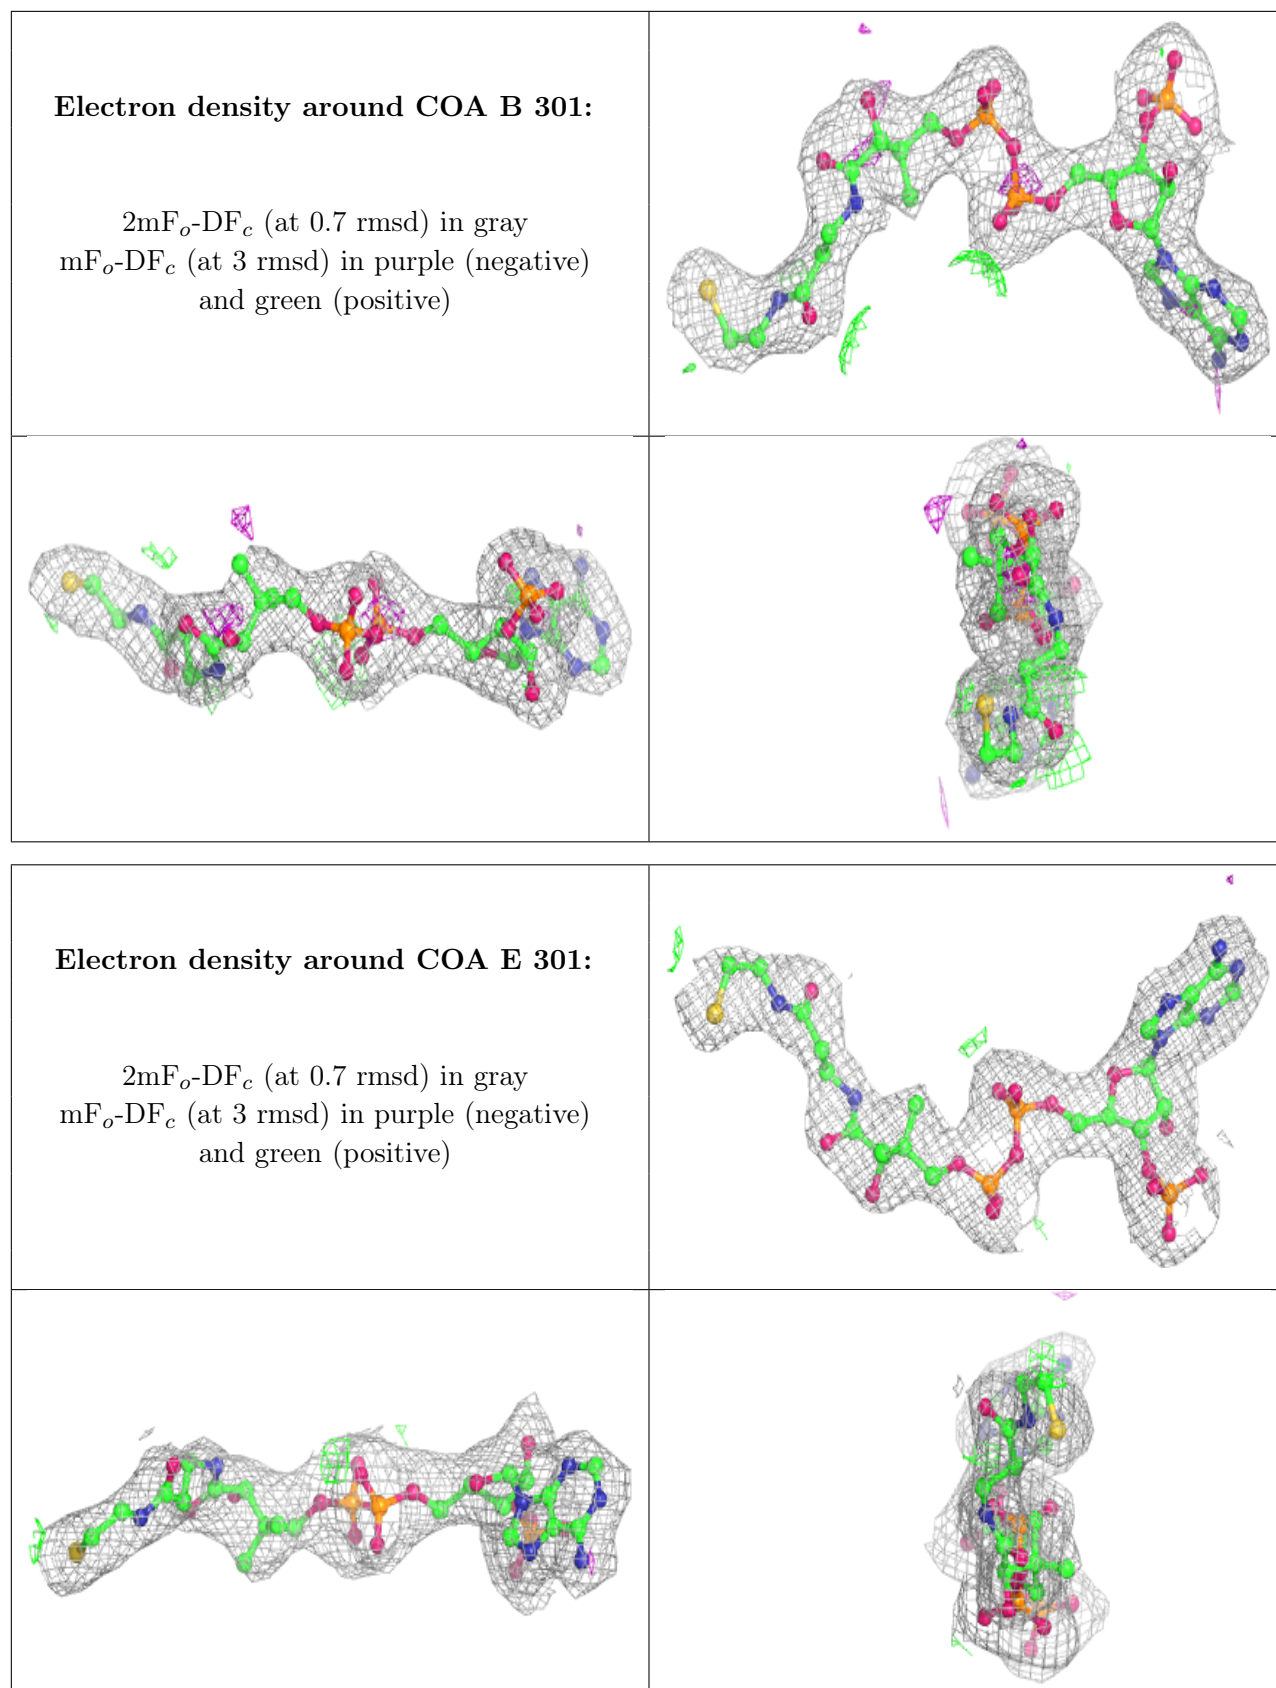 Electron density around COA B 301:
2mFo-DFc (at 0.7 rmsd) in gray
mFo-DFc (at 3 rmsd) in purple (negative)
and green (positive)
Electron density around COA E 301:
2mFo-DFc (at 0.7 rmsd) in gray
mFo-DFc (at 3 rmsd) in purple (negative)
and green (positive)